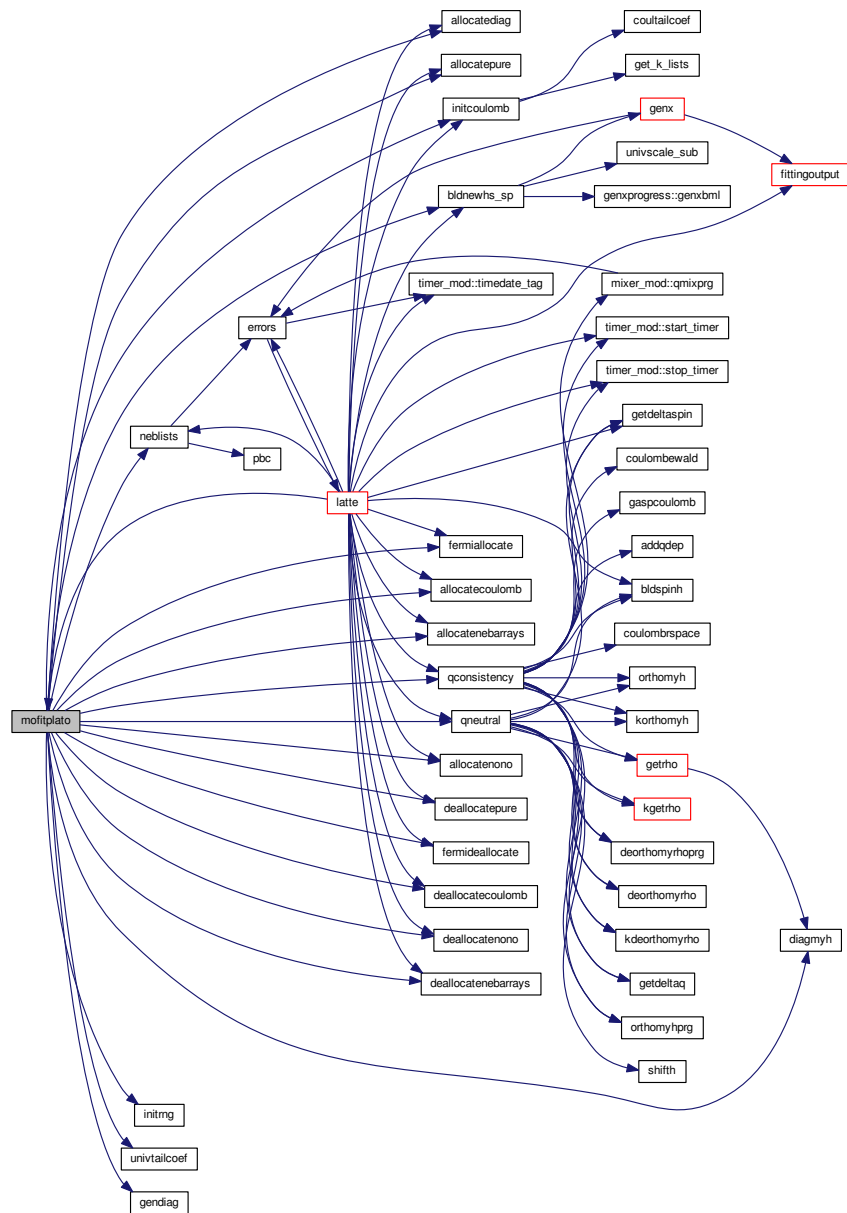 allocatediag
coultailcoef
allocatepure
get_k_lists
initcoulomb
genx
univscale_sub
fittingoutput
bldnewhs_sp
genxprogress::genxbml
timer_mod::timedate_tag
mixer_mod::qmixprg
errors
timer_mod::start_timer
timer_mod::stop_timer
getdeltaspin
neblists
pbc
coulombewald
latte
gaspcoulomb
fermiallocate
addqdep
allocatecoulomb
bldspinh
allocatenebarrays
coulombrspace
qconsistency
orthomyh
mofitplato
qneutral
korthomyh
allocatenono
getrho
deallocatepure
kgetrho
fermideallocate
deorthomyrhoprg
deallocatecoulomb
deorthomyrho
deallocatenono
kdeorthomyrho
diagmyh
deallocatenebarrays
getdeltaq
orthomyhprg
shifth
initrng
univtailcoef
gendiag